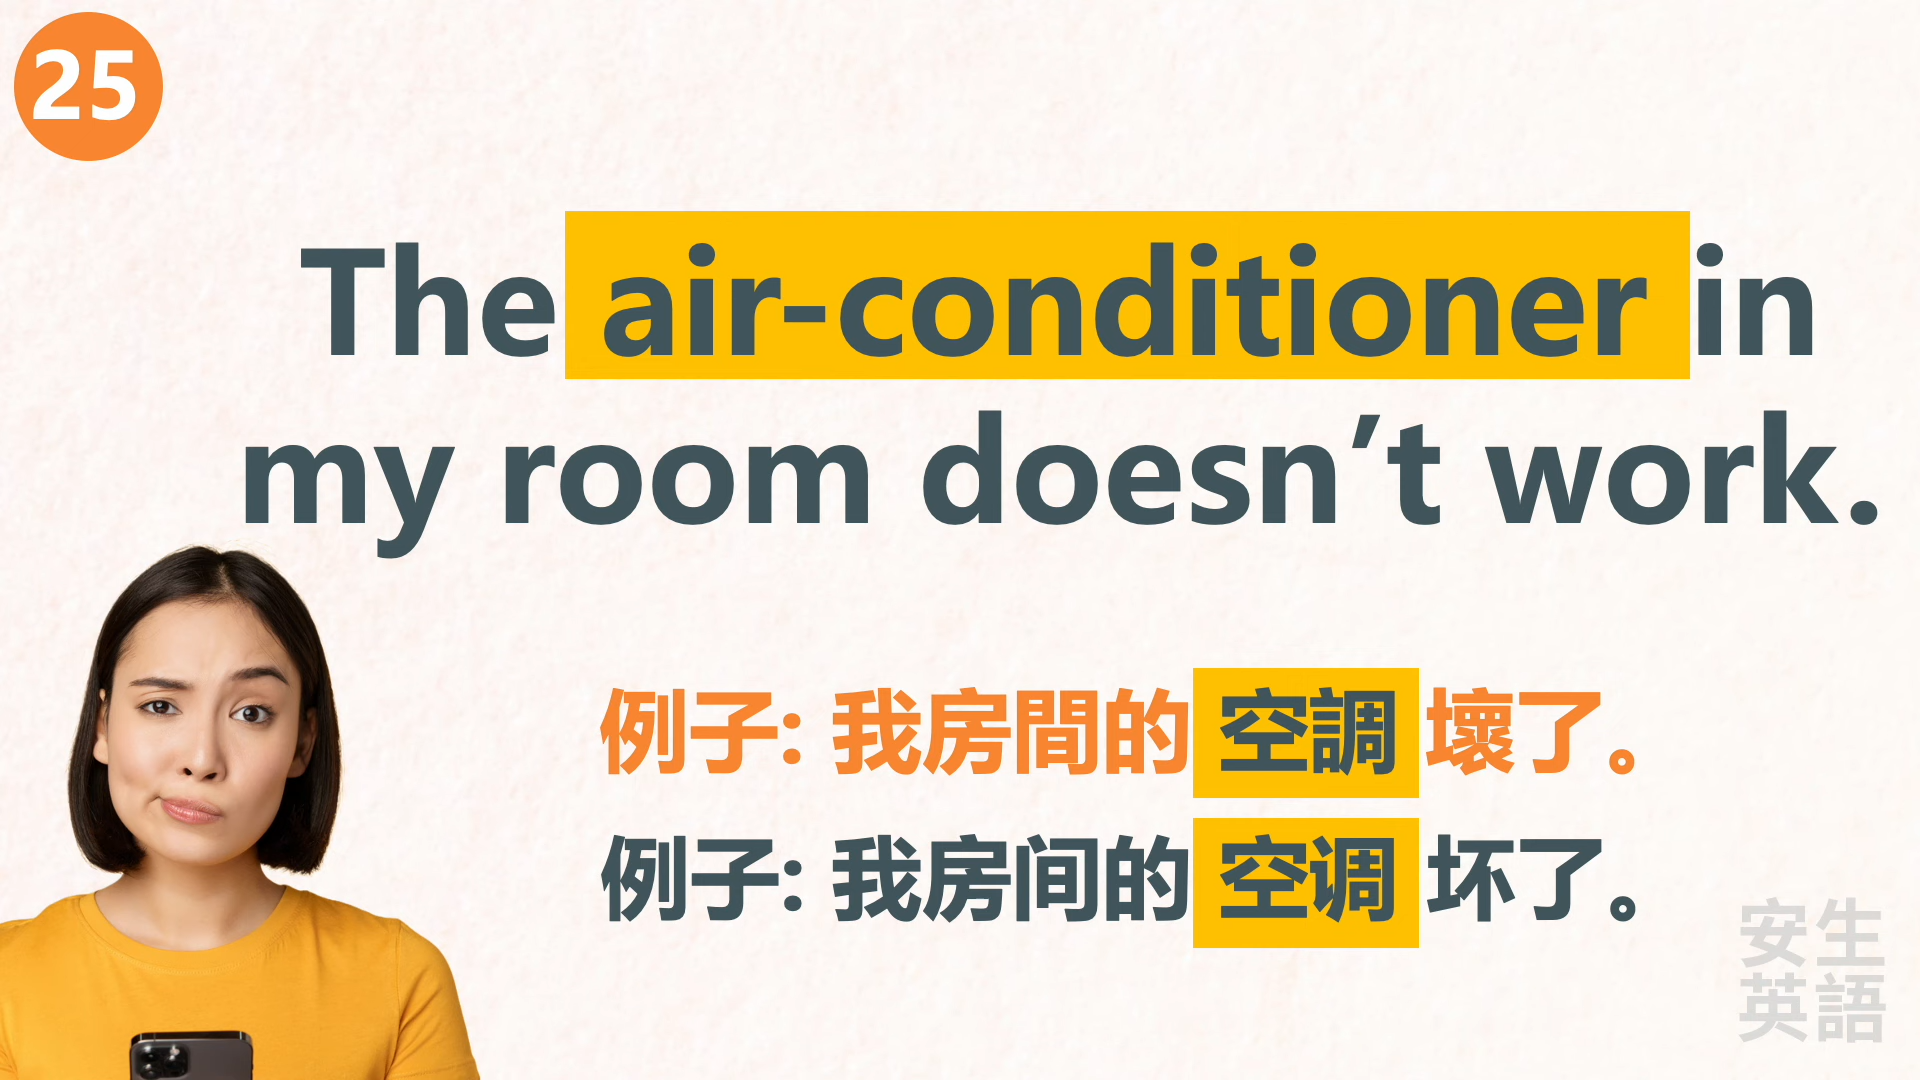 25
The air-conditioner in
my room doesn’t work.
例子: 我房間的 空調 壞了。
例子: 我房间的 空调 坏了。
安生
英語